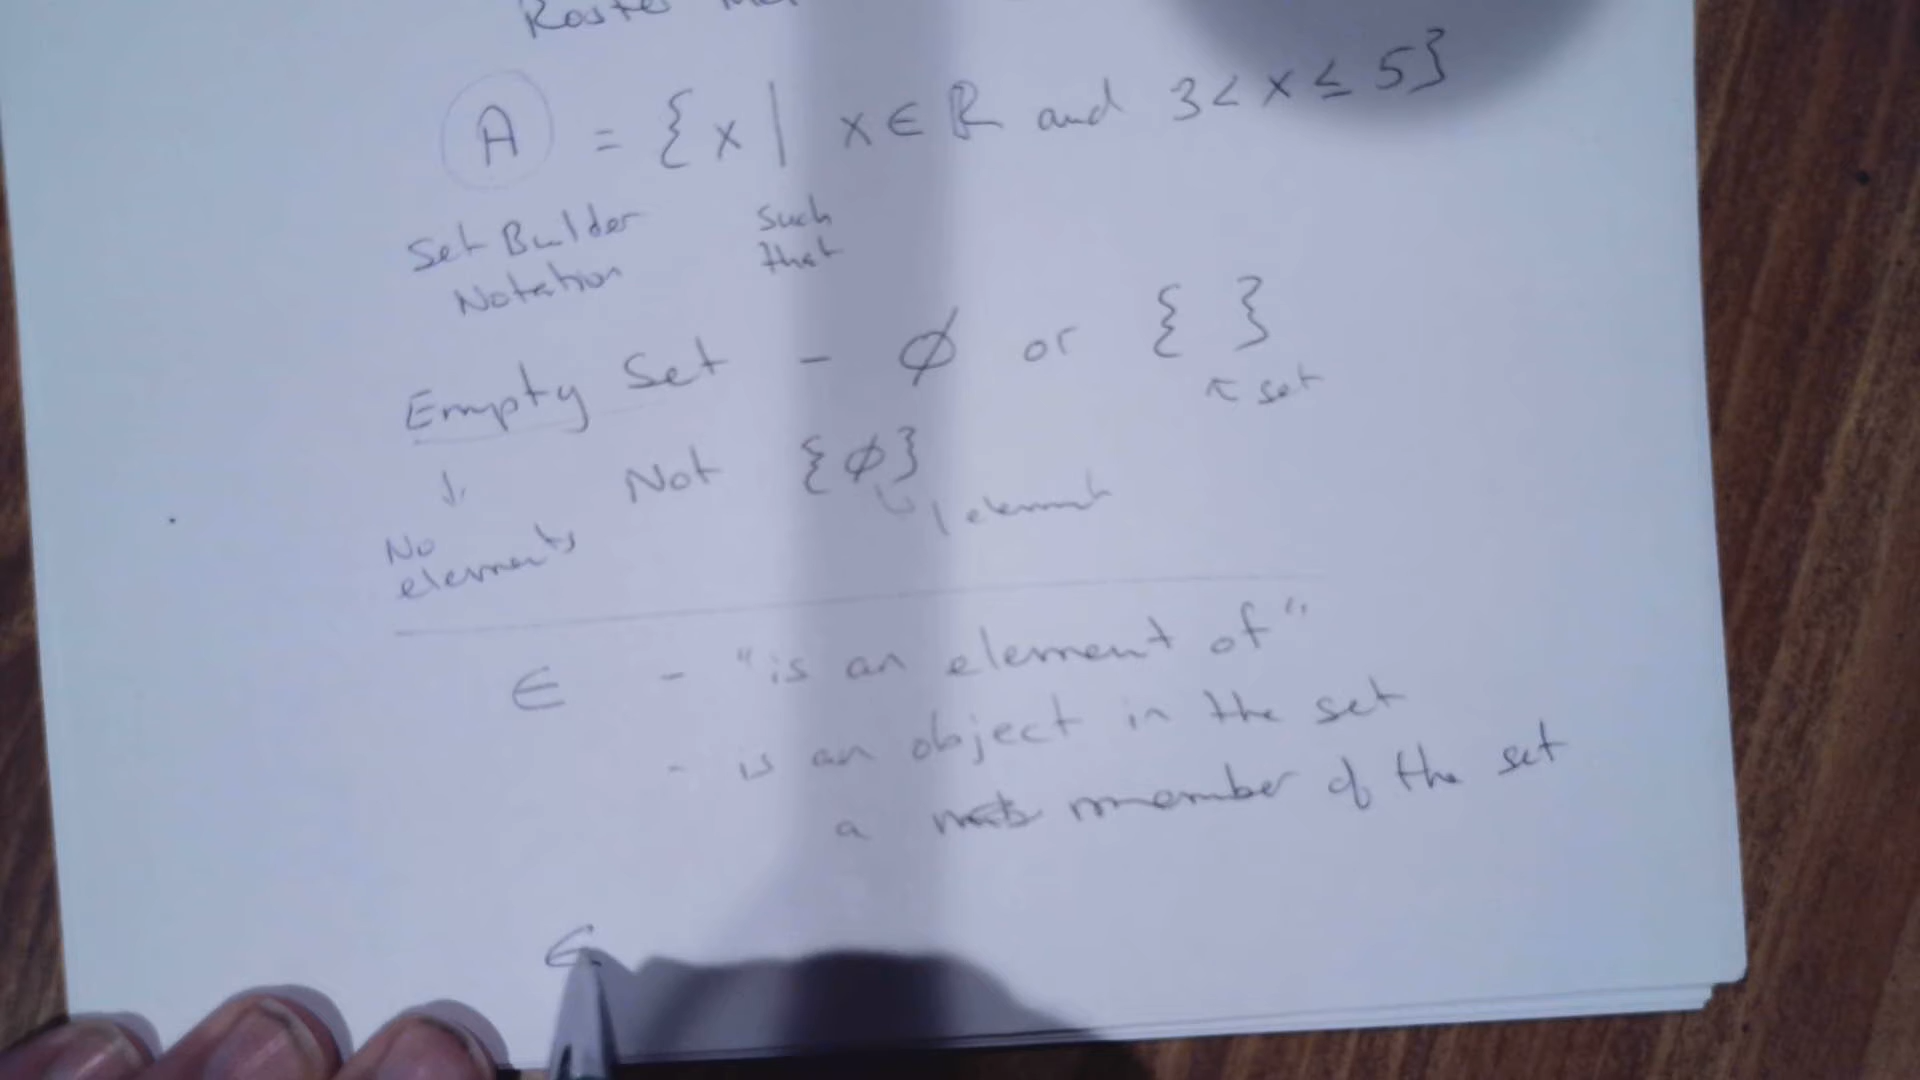 Roster
A = { x | x ∈ ℝ and 3 < x ≤ 5}
Set Builder
Notation
such
that
Empty Set - ∅ or { }
↖ set
↓ Not {∅}
1 element
No
elements
∈ - "is an element of"
- is an object in the set
a member of the set
∈